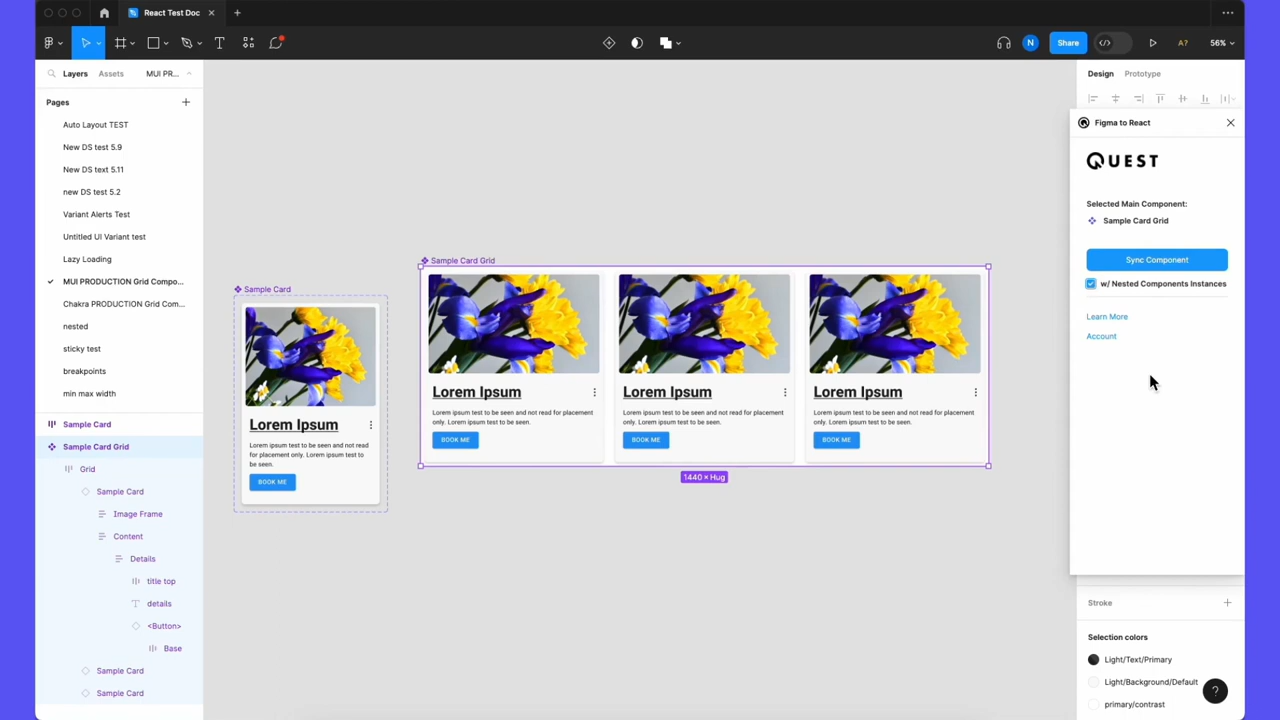 React Test Doc
N
Share
A?
56%
Layers
Assets
MUI PR...
Pages
Auto Layout TEST
New DS test 5.9
New DS text 5.11
new DS test 5.2
Variant Alerts Test
Untitled UI Variant test
Lazy Loading
MUI PRODUCTION Grid Compo...
Chakra PRODUCTION Grid Com...
nested
sticky test
breakpoints
min max width
Sample Card
Sample Card Grid
Grid
Sample Card
Image Frame
Content
Details
title top
details
<Button>
Base
Sample Card
Sample Card
Sample Card
Lorem Ipsum
Lorem ipsum test to be seen and not read
for placement only. Lorem ipsum test to
be seen.
BOOK ME
Sample Card Grid
Lorem Ipsum
Lorem ipsum test to be seen and not read for placement
only. Lorem ipsum test to be seen.
BOOK ME
Lorem Ipsum
Lorem ipsum test to be seen and not read for placement
only. Lorem ipsum test to be seen.
BOOK ME
Lorem Ipsum
Lorem ipsum test to be seen and not read for placement
only. Lorem ipsum test to be seen.
BOOK ME
1440 × Hug
Design
Prototype
Figma to React
QUEST
Selected Main Component:
Sample Card Grid
Sync Component
w/ Nested Components Instances
Learn More
Account
Stroke
Selection colors
Light/Text/Primary
Light/Background/Default
primary/contrast
?